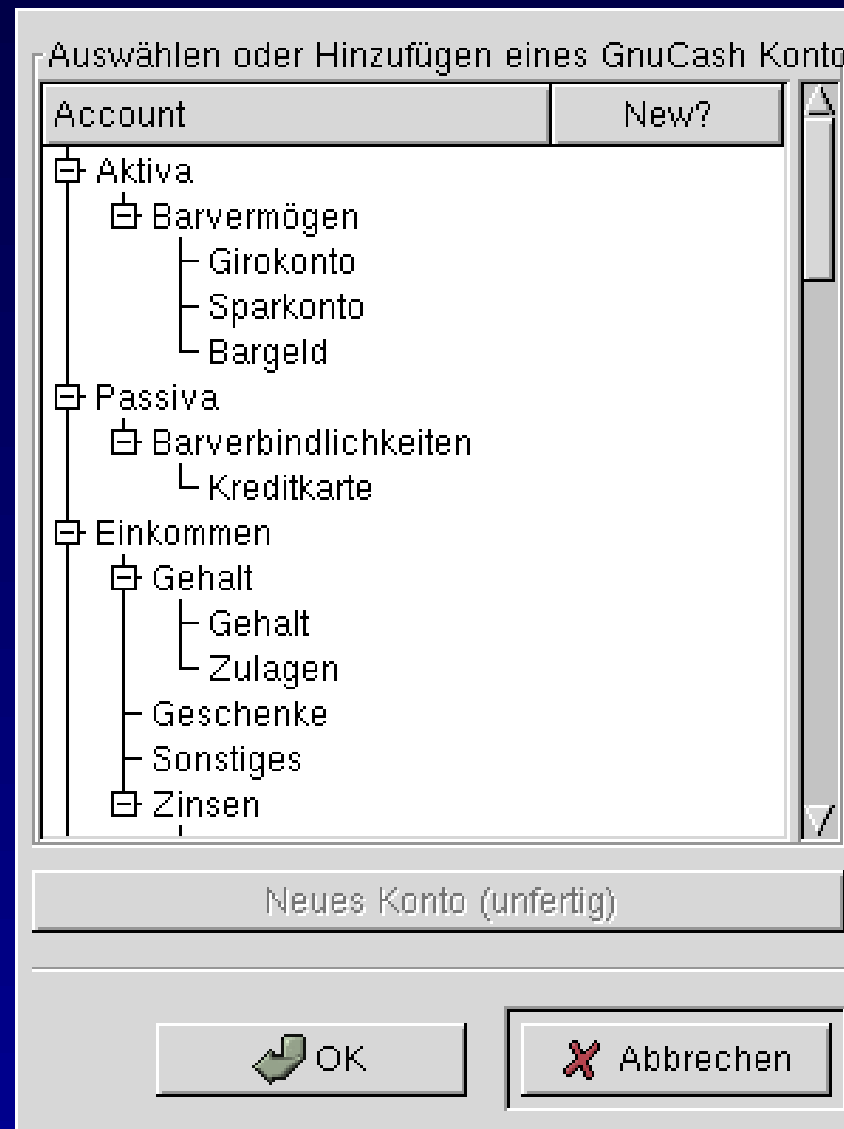 Auswählen oder Hinzufügen eines GnuCash Konto
Account New?
Aktiva
Barvermögen
Girokonto
Sparkonto
Bargeld
Passiva
Barverbindlichkeiten
Kreditkarte
Einkommen
Gehalt
Gehalt
Zulagen
Geschenke
Sonstiges
Zinsen
Neues Konto (unfertig)
OK Abbrechen